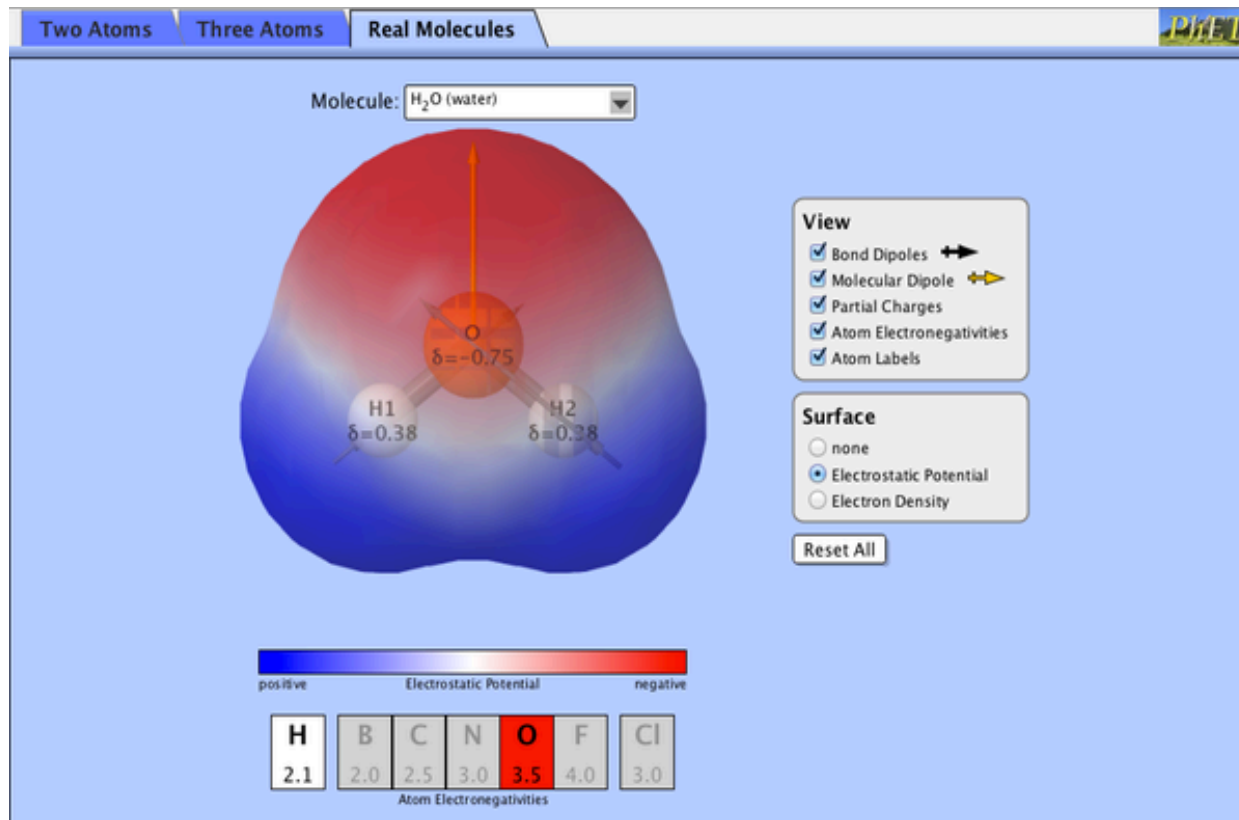 Two Atoms Three Atoms Real Molecules PhET
Molecule: H₂O (water)
O
δ=-0.75
H1 H2
δ=0.38 δ=0.38
View
Bond Dipoles
Molecular Dipole
Partial Charges
Atom Electronegativities
Atom Labels
Surface
none
Electrostatic Potential
Electron Density
Reset All
positive Electrostatic Potential negative
H B C N O F Cl
2.1 2.0 2.5 3.0 3.5 4.0 3.0
Atom Electronegativities